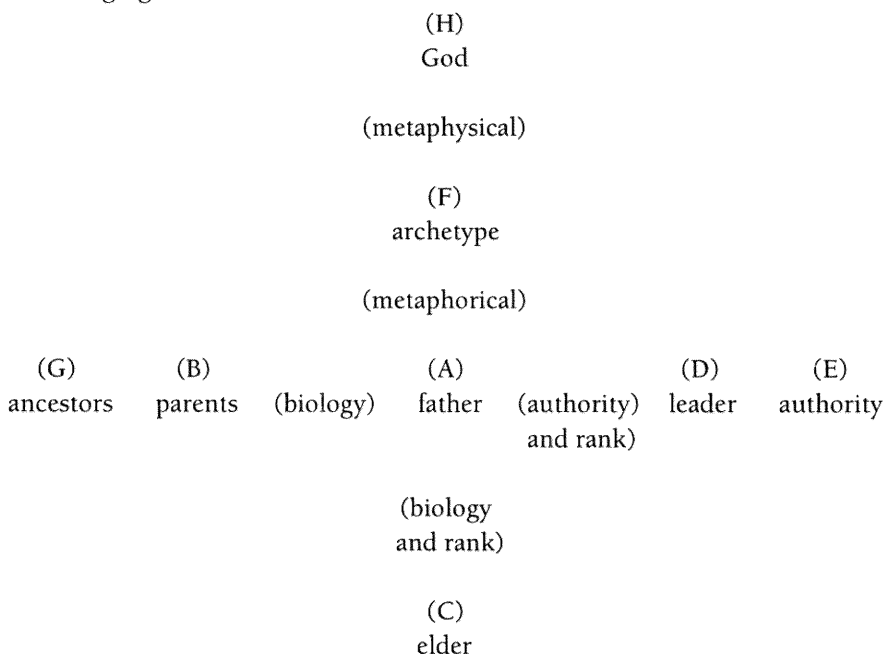 (H)
God
(metaphysical)
(F)
archetype
(metaphorical)
(G) (B) (A) (D) (E)
ancestors parents (biology) father (authority) leader authority
and rank)
(biology
and rank)
(C)
elder